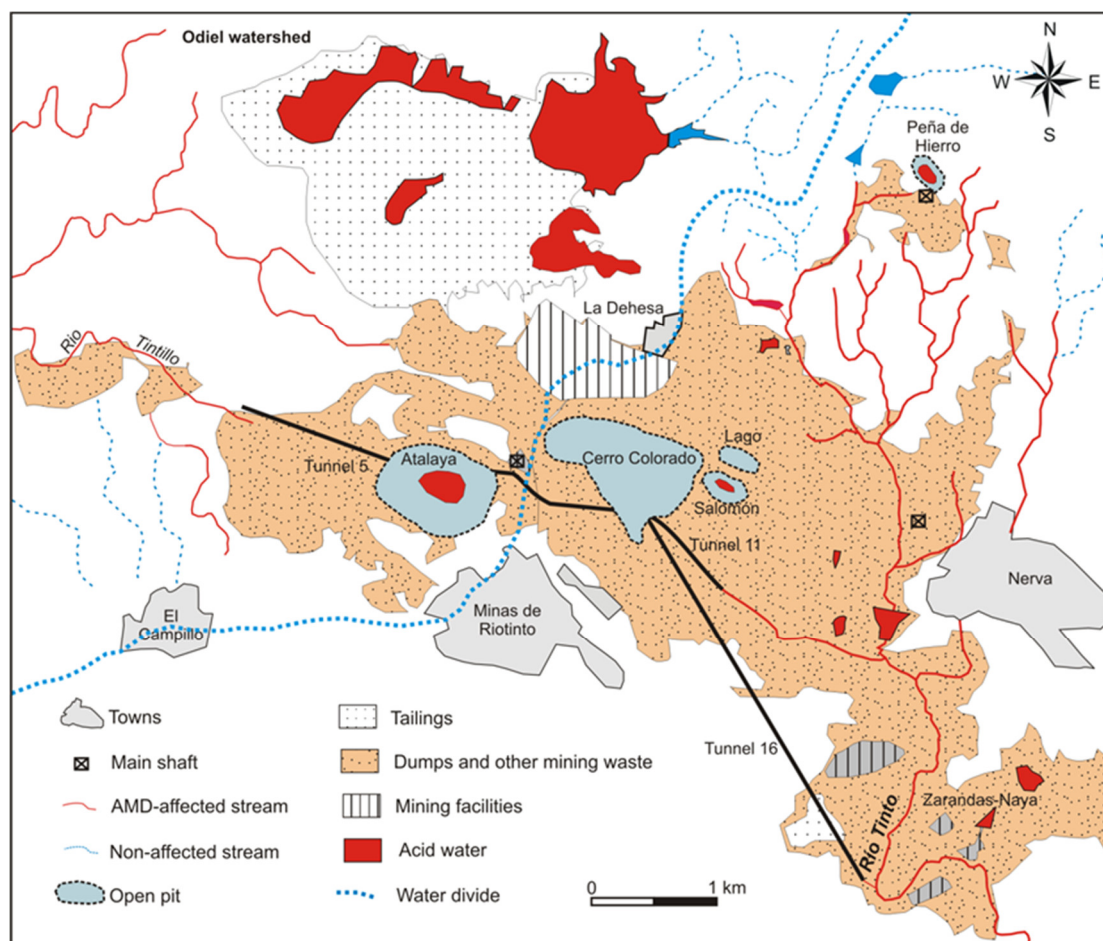 Odiel watershed
N
W
E
S
Peña de
Hierro
La Dehesa
Rio
Tintillo
Lago
Atalaya
Cerro Colorado
Tunnel 5
Salomón
Tunnel 11
Nerva
El
Campillo
Minas de
Riotinto
Towns
Tailings
Main shaft
Tunnel 16
Dumps and other mining waste
AMD-affected stream
Mining facilities
Zarandas-Naya
Rio Tinto
Non-affected stream
Acid water
Open pit
Water divide
0
1 km